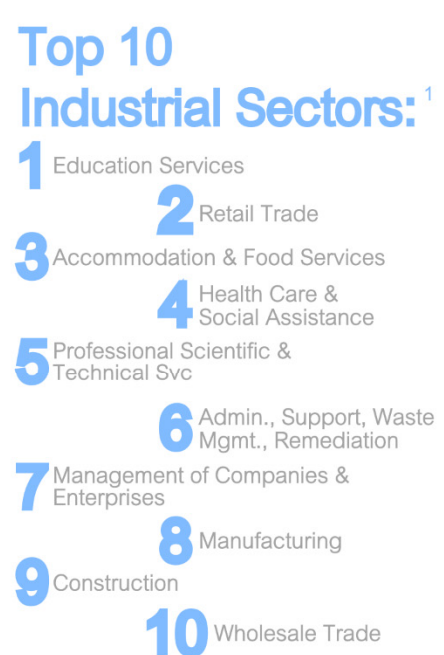 Top 10
Industrial Sectors: 1
1 Education Services
2 Retail Trade
3 Accommodation & Food Services
4 Health Care &
Social Assistance
5 Professional Scientific &
Technical Svc
6 Admin., Support, Waste
Mgmt., Remediation
7 Management of Companies &
Enterprises
8 Manufacturing
9 Construction
10 Wholesale Trade